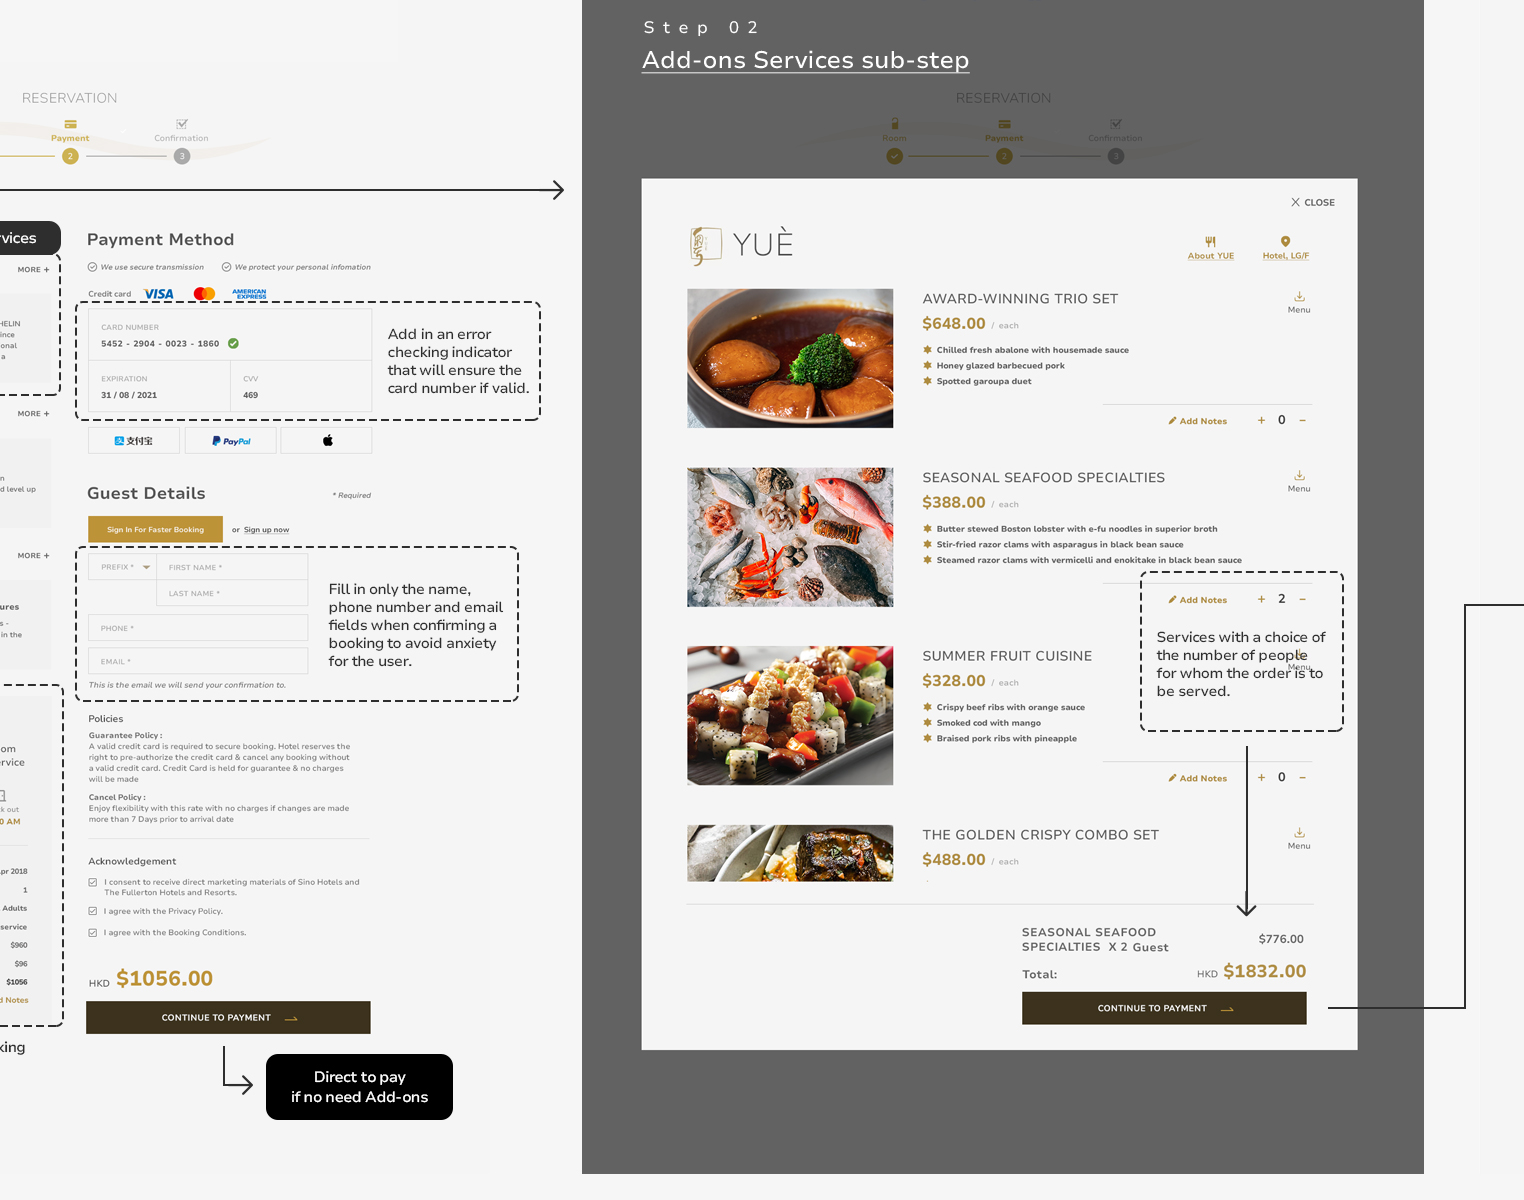 Step 02
Add-ons Services sub-step
RESERVATION
Payment
Confirmation
2
3
vices
MORE +
HELIN
ince
onal
a
MORE +
n
d level up
MORE +
ures
s -
in the
om
ervice
k out
0 AM
pr 2018
1
Adults
service
$960
$96
$1056
d Notes
king
Payment Method
We use secure transmission
We protect your personal infomation
Credit card
VISA
AMERICAN
EXPRESS
CARD NUMBER
5452 - 2904 - 0023 - 1860
EXPIRATION
31 / 08 / 2021
CVV
469
Add in an error
checking indicator
that will ensure the
card number if valid.
支付宝
PayPal
Guest Details
* Required
Sign In For Faster Booking
or Sign up now
PREFIX *
FIRST NAME *
LAST NAME *
PHONE *
EMAIL *
This is the email we will send your confirmation to.
Fill in only the name,
phone number and email
fields when confirming a
booking to avoid anxiety
for the user.
Policies
Guarantee Policy :
A valid credit card is required to secure booking. Hotel reserves the
right to pre-authorize the credit card & cancel any booking without
a valid credit card. Credit Card is held for guarantee & no charges
will be made
Cancel Policy :
Enjoy flexibility with this rate with no charges if changes are made
more than 7 Days prior to arrival date
Acknowledgement
I consent to receive direct marketing materials of Sino Hotels and
The Fullerton Hotels and Resorts.
I agree with the Privacy Policy.
I agree with the Booking Conditions.
HKD $1056.00
CONTINUE TO PAYMENT
Direct to pay
if no need Add-ons
RESERVATION
Room
Payment
Confirmation
2
3
CLOSE
YUÈ
About YUE
Hotel, LG/F
AWARD-WINNING TRIO SET
$648.00 / each
Chilled fresh abalone with housemade sauce
Honey glazed barbecued pork
Spotted garoupa duet
Menu
Add Notes
+ 0 −
SEASONAL SEAFOOD SPECIALTIES
$388.00 / each
Butter stewed Boston lobster with e-fu noodles in superior broth
Stir-fried razor clams with asparagus in black bean sauce
Steamed razor clams with vermicelli and enokitake in black bean sauce
Menu
Add Notes
+ 2 −
Services with a choice of
the number of people
for whom the order is to
be served.
SUMMER FRUIT CUISINE
$328.00 / each
Crispy beef ribs with orange sauce
Smoked cod with mango
Braised pork ribs with pineapple
Menu
Add Notes
+ 0 −
THE GOLDEN CRISPY COMBO SET
$488.00 / each
Menu
SEASONAL SEAFOOD
SPECIALTIES X 2 Guest
$776.00
Total:
HKD $1832.00
CONTINUE TO PAYMENT